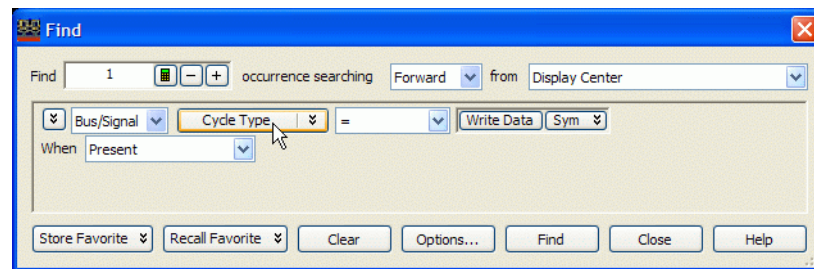 Find
Find 1 - + occurrence searching Forward from Display Center
Bus/Signal Cycle Type = Write Data Sym
When Present
Store Favorite Recall Favorite Clear Options... Find Close Help